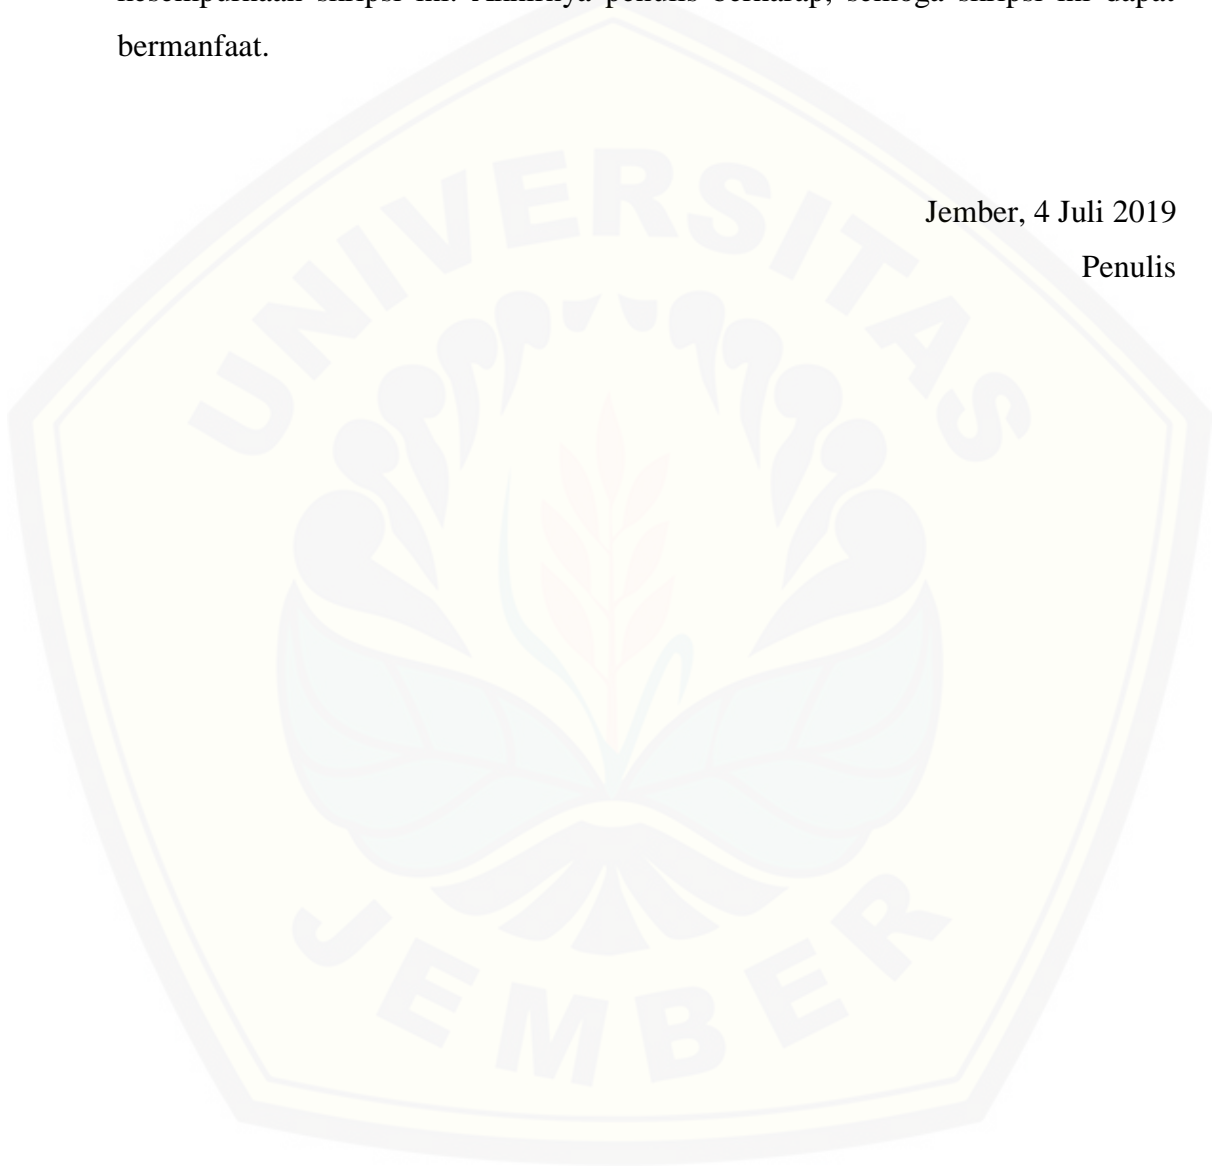 kesempurnaan skripsi ini. Akhirnya penulis berharap, semoga skripsi ini dapat
bermanfaat.
Jember, 4 Juli 2019
Penulis
UNIVERSITAS
JEMBER